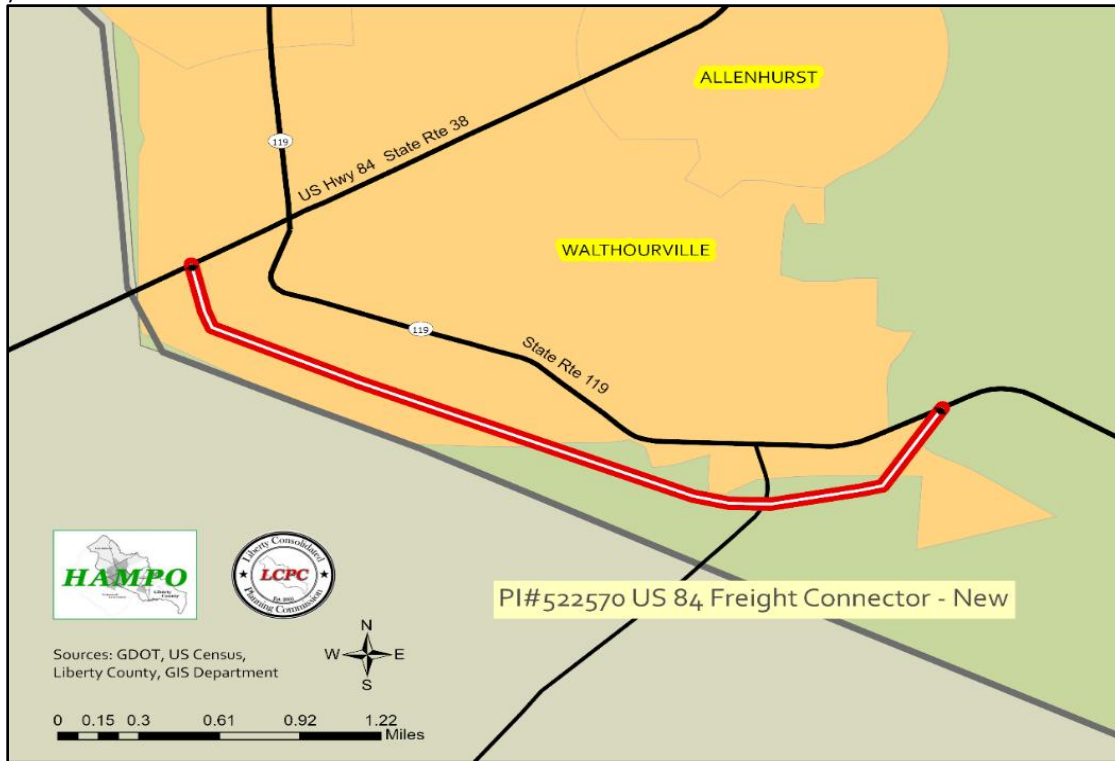 ALLENHURST
119
US Hwy 84 State Rte 38
WALTHOURVILLE
119
State Rte 119
HAMPO
Liberty Consolidated
LCPC
Planning Commission
PI#522570 US 84 Freight Connector - New
N
W E
S
Sources: GDOT, US Census,
Liberty County, GIS Department
0 0.15 0.3 0.61 0.92 1.22
Miles